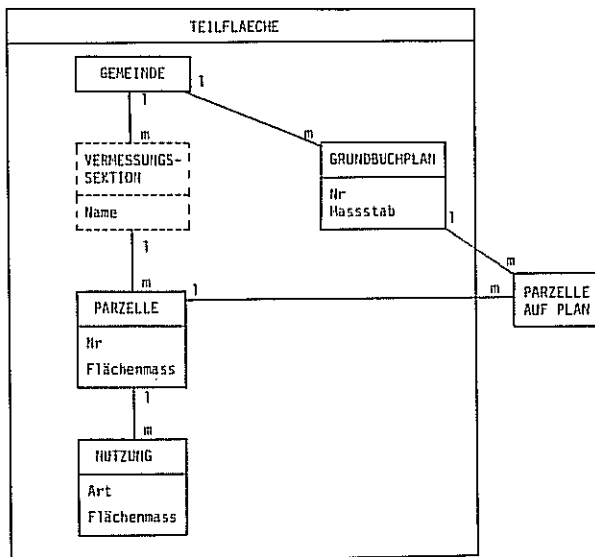 TEILFLAECHE
GEMEINDE
1
1
m
m
VERMESSUNGS-
SEKTION
Name
GRUNDBUCHPLAN
Nr
Massstab
1
1
m
m
1
m
PARZELLE
Nr
Flächenmass
PARZELLE
AUF PLAN
1
m
NUTZUNG
Art
Flächenmass